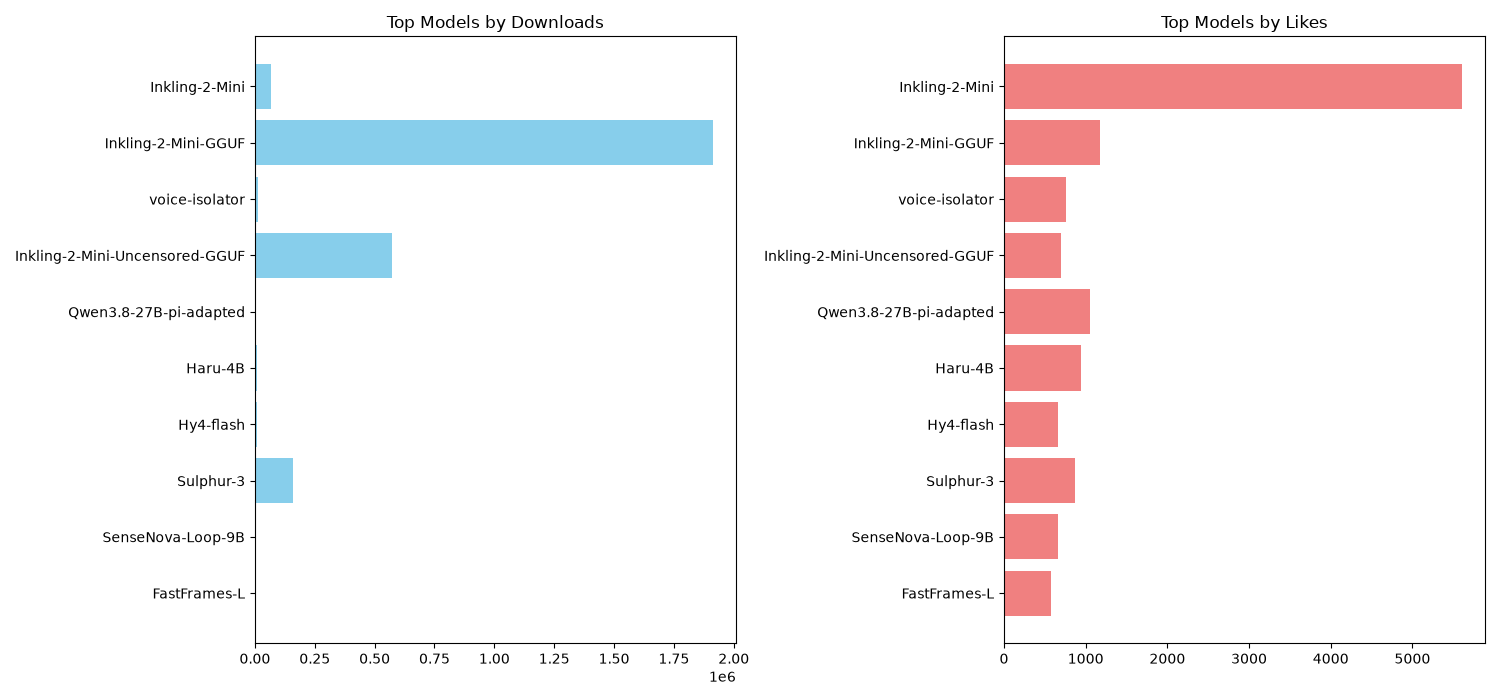 Top Models by Downloads
Inkling-2-Mini
Inkling-2-Mini-GGUF
voice-isolator
Inkling-2-Mini-Uncensored-GGUF
Qwen3.8-27B-pi-adapted
Haru-4B
Hy4-flash
Sulphur-3
SenseNova-Loop-9B
FastFrames-L
0.00 0.25 0.50 0.75 1.00 1.25 1.50 1.75 2.00
1e6
Top Models by Likes
Inkling-2-Mini
Inkling-2-Mini-GGUF
voice-isolator
Inkling-2-Mini-Uncensored-GGUF
Qwen3.8-27B-pi-adapted
Haru-4B
Hy4-flash
Sulphur-3
SenseNova-Loop-9B
FastFrames-L
0 1000 2000 3000 4000 5000